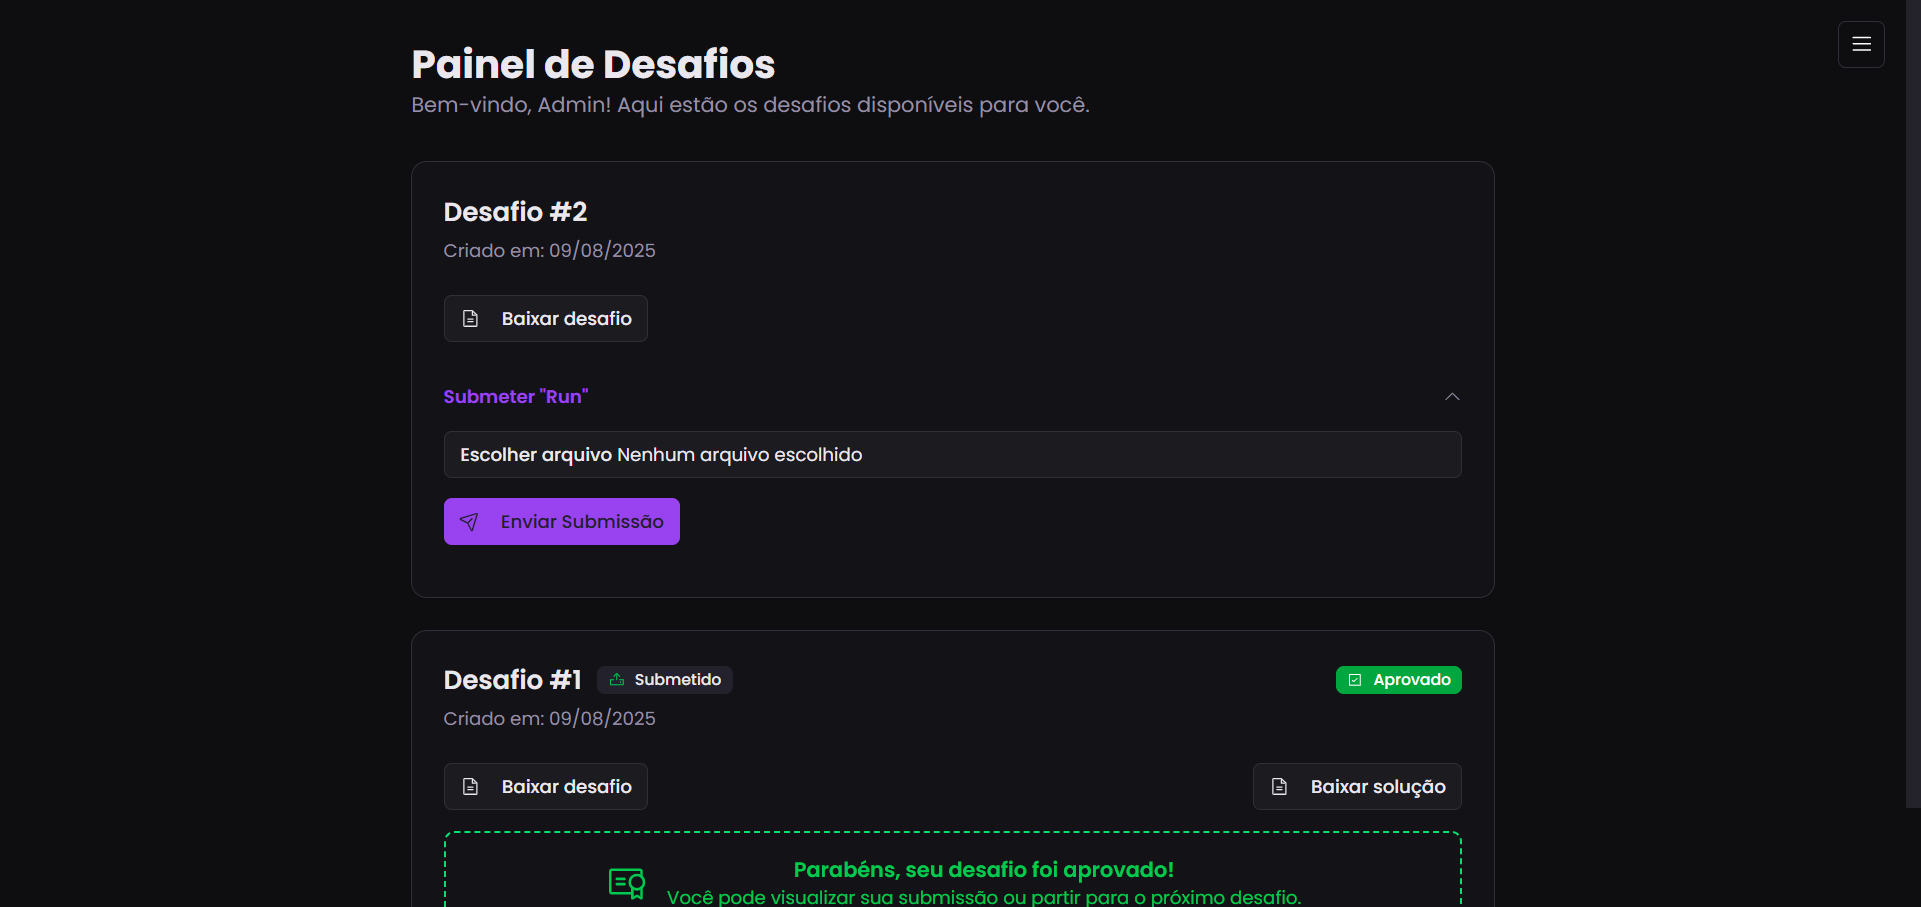 Painel de Desafios
Bem-vindo, Admin! Aqui estão os desafios disponíveis para você.
Desafio #2
Criado em: 09/08/2025
Baixar desafio
Submeter "Run"
Escolher arquivo Nenhum arquivo escolhido
Enviar Submissão
Desafio #1 Submetido Aprovado
Criado em: 09/08/2025
Baixar desafio Baixar solução
Parabéns, seu desafio foi aprovado!
Você pode visualizar sua submissão ou partir para o próximo desafio.